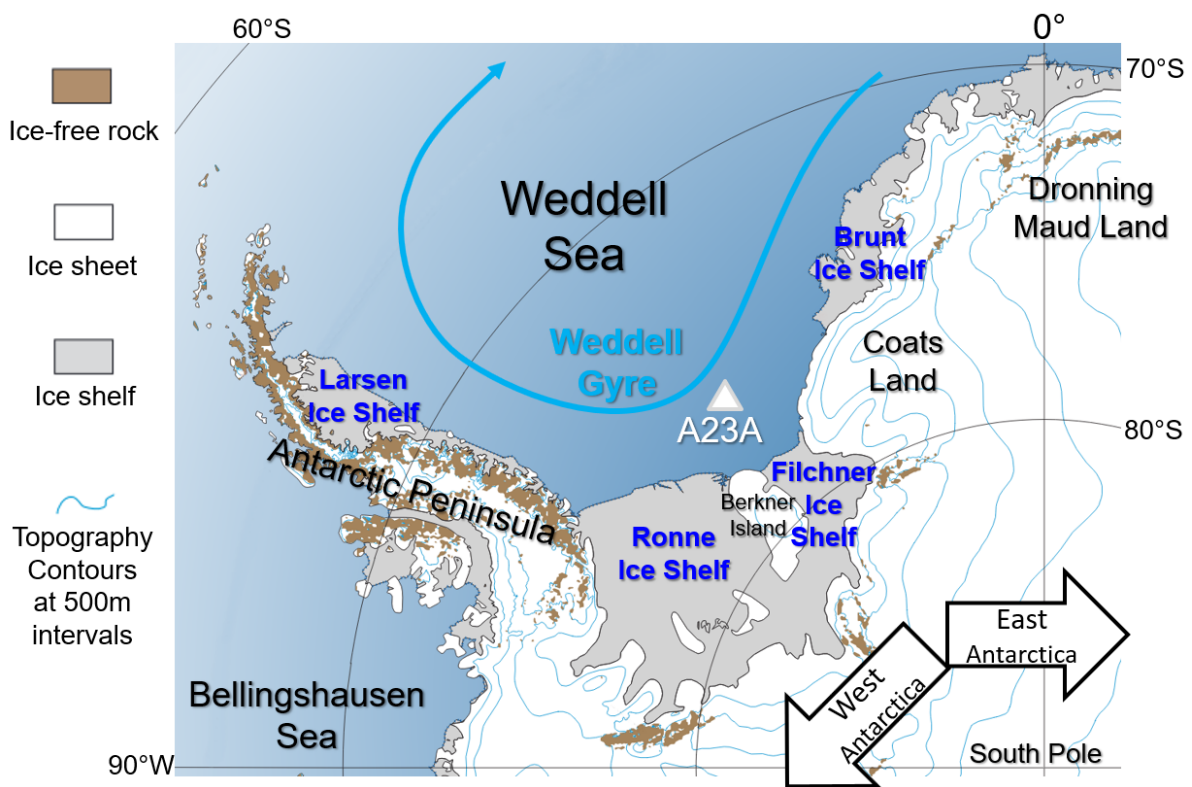 60°S
0°
70°S
Ice-free rock
Ice sheet
Ice shelf
Topography
Contours
at 500m
intervals
Weddell
Sea
Dronning
Maud Land
Brunt
Ice Shelf
Weddell
Gyre
Coats
Land
A23A
Larsen
Ice Shelf
80°S
Antarctic Peninsula
Filchner
Ice
Shelf
Berkner
Island
Ronne
Ice Shelf
East
Antarctica
West
Antarctica
Bellingshausen
Sea
South Pole
90°W